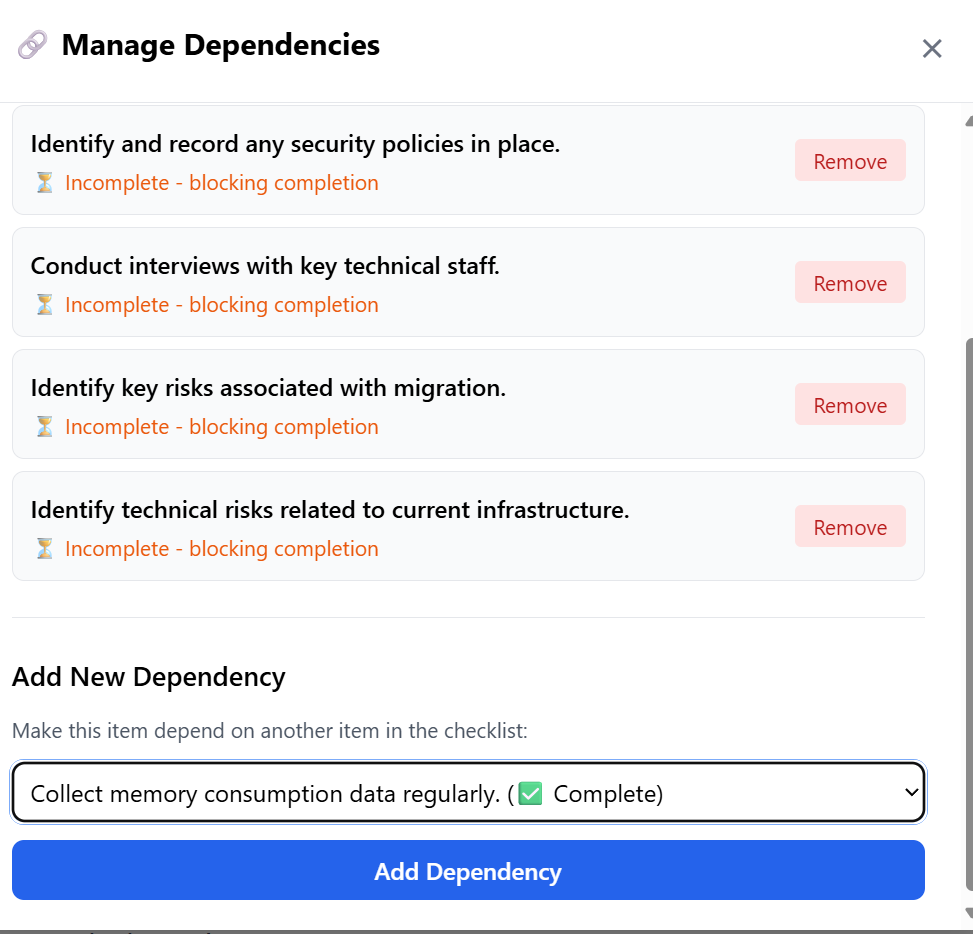 Manage Dependencies
Identify and record any security policies in place.
Incomplete - blocking completion
Remove
Conduct interviews with key technical staff.
Incomplete - blocking completion
Remove
Identify key risks associated with migration.
Incomplete - blocking completion
Remove
Identify technical risks related to current infrastructure.
Incomplete - blocking completion
Remove
Add New Dependency
Make this item depend on another item in the checklist:
Collect memory consumption data regularly. (✅ Complete)
Add Dependency